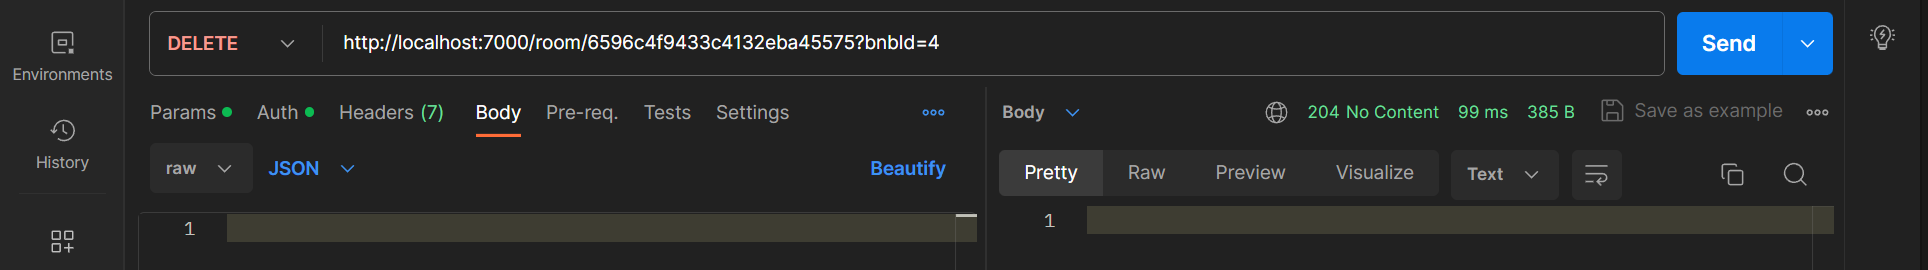 DELETE http://localhost:7000/room/6596c4f9433c4132eba45575?bnbId=4 Send
Environments
History
Params Auth Headers (7) Body Pre-req. Tests Settings
raw JSON Beautify
1
Body 204 No Content 99 ms 385 B Save as example
Pretty Raw Preview Visualize Text
1